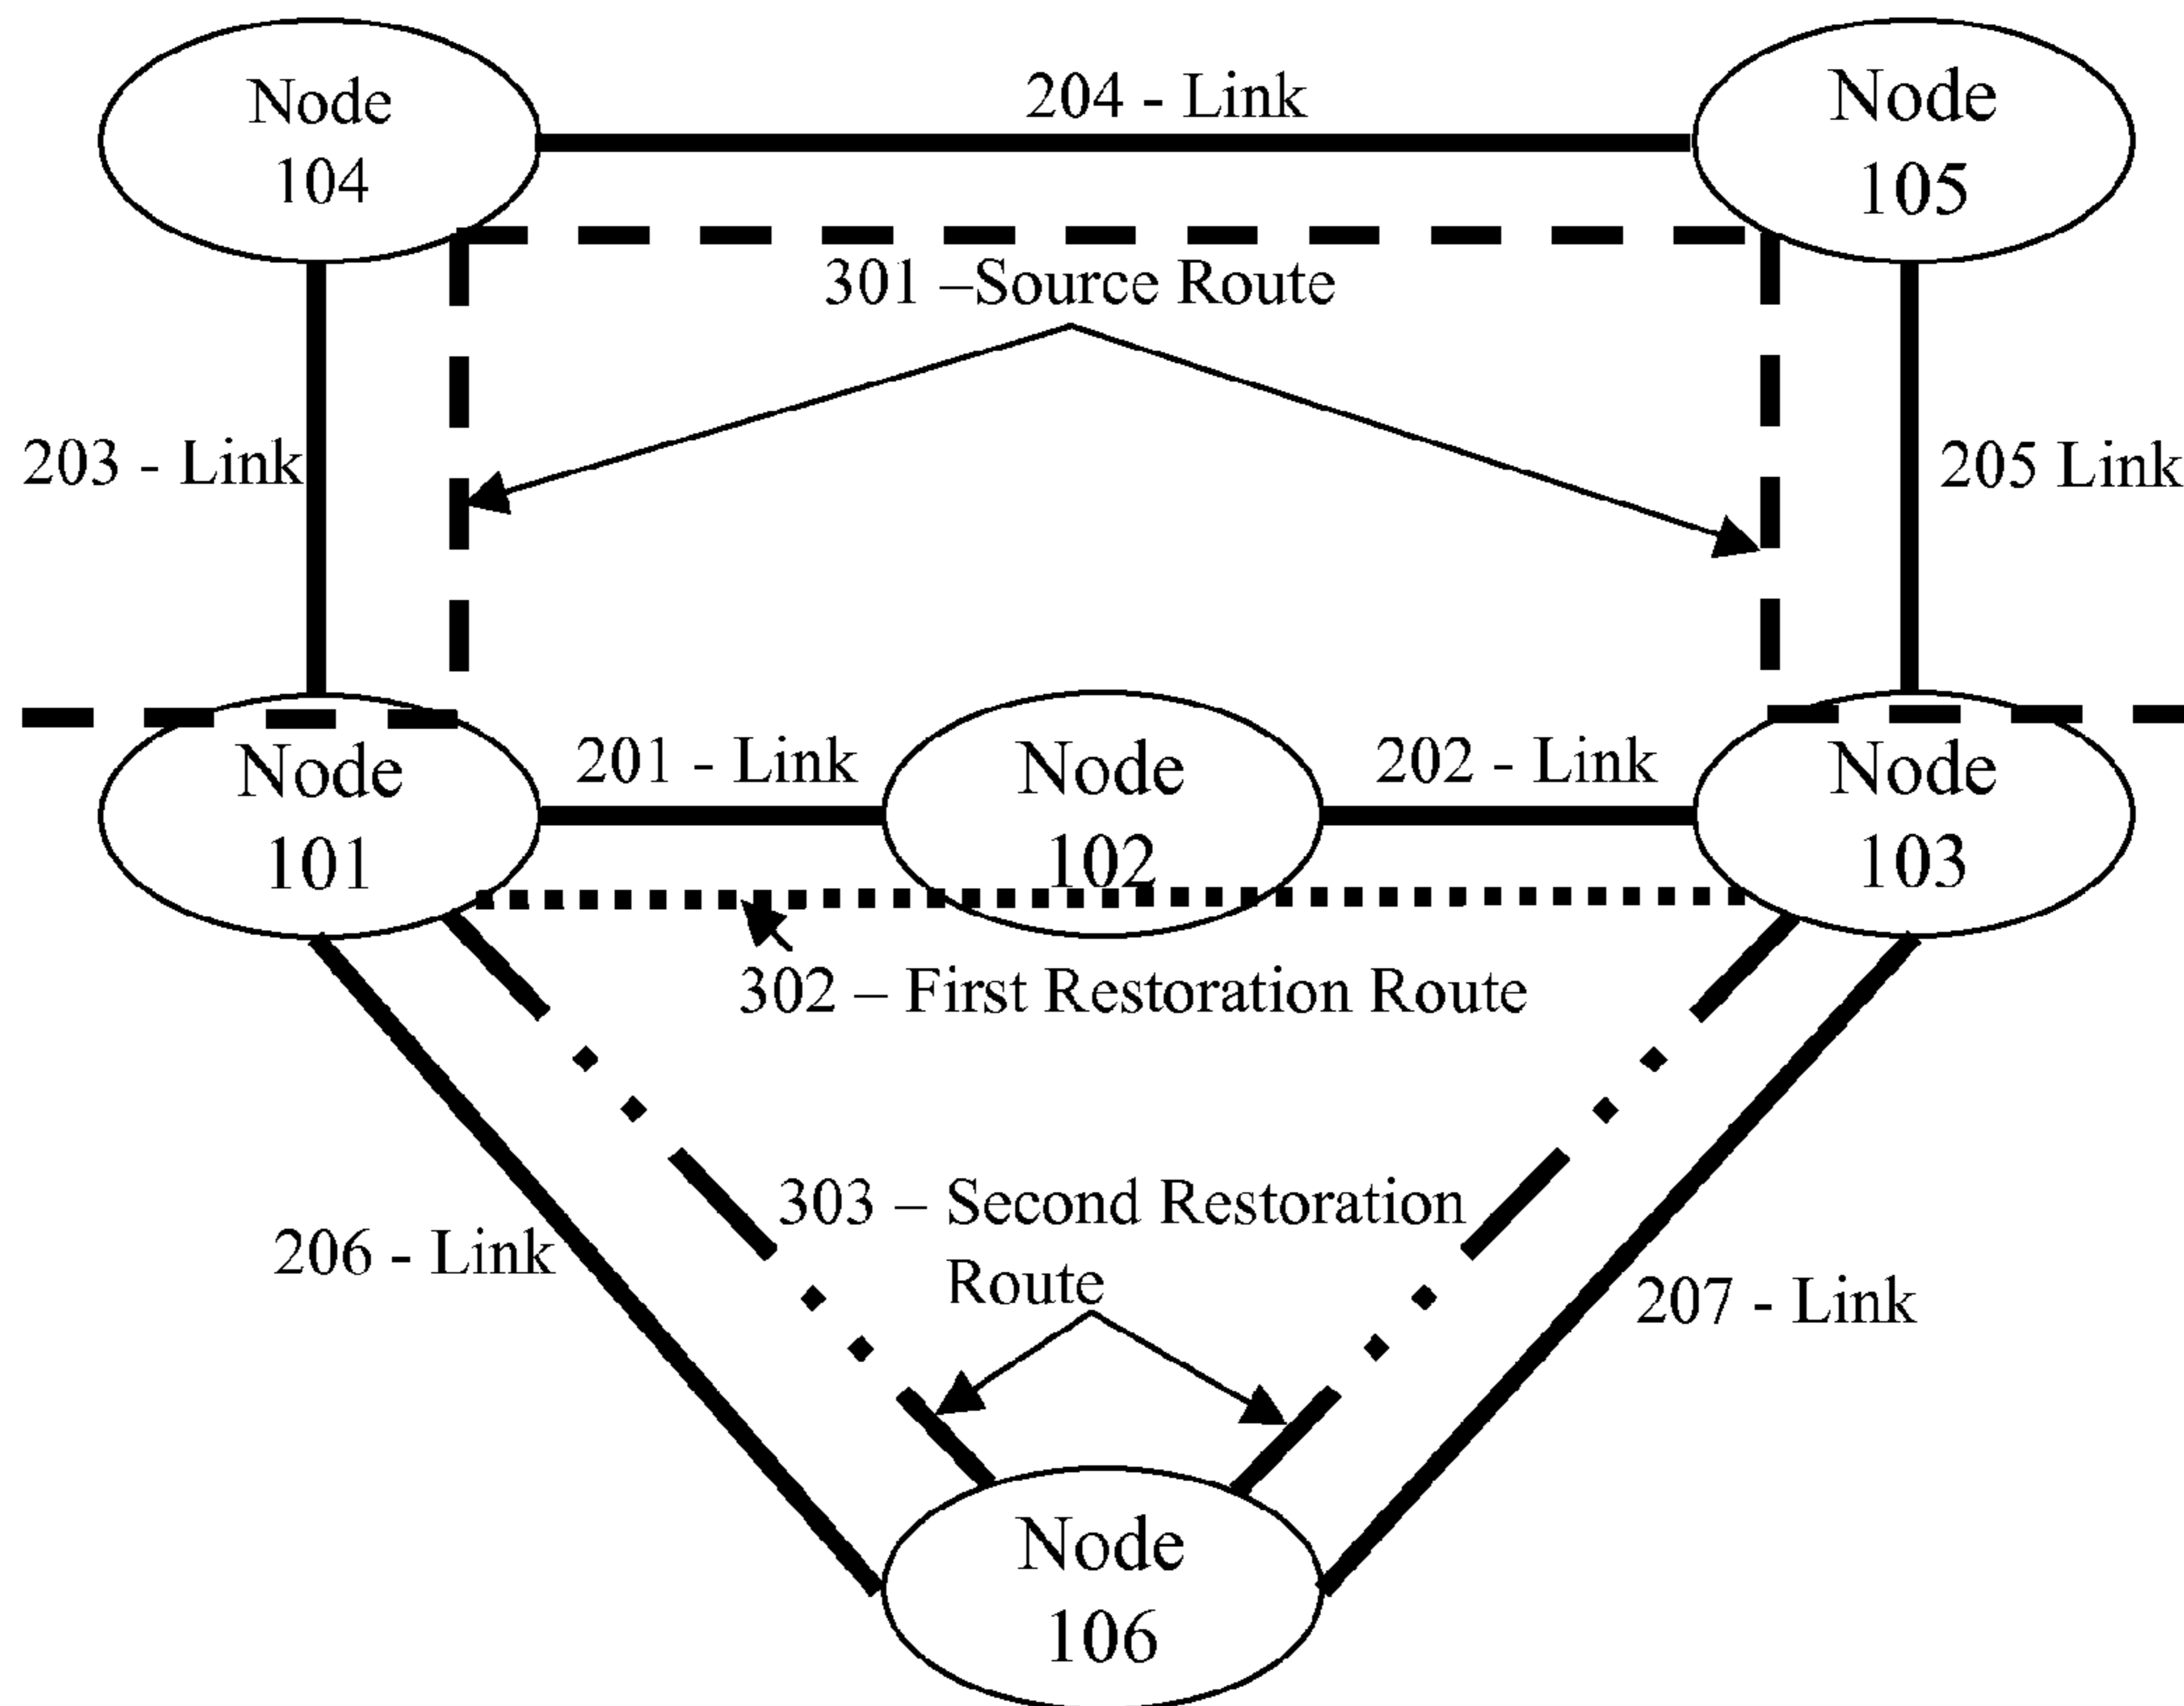 Node
104
204 - Link
Node
105
301 –Source Route
203 - Link
205 Link
Node
101
201 - Link
Node
102
202 - Link
Node
103
302 – First Restoration Route
303 – Second Restoration
Route
206 - Link
207 - Link
Node
106